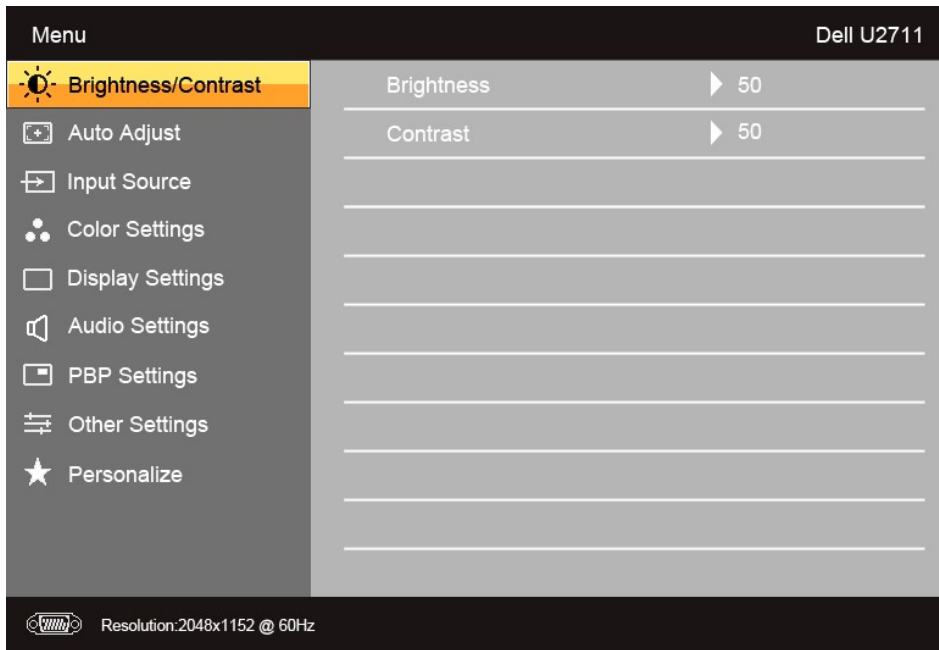 Menu Dell U2711
Brightness/Contrast Brightness 50
Auto Adjust Contrast 50
Input Source
Color Settings
Display Settings
Audio Settings
PBP Settings
Other Settings
Personalize
Resolution:2048x1152 @ 60Hz